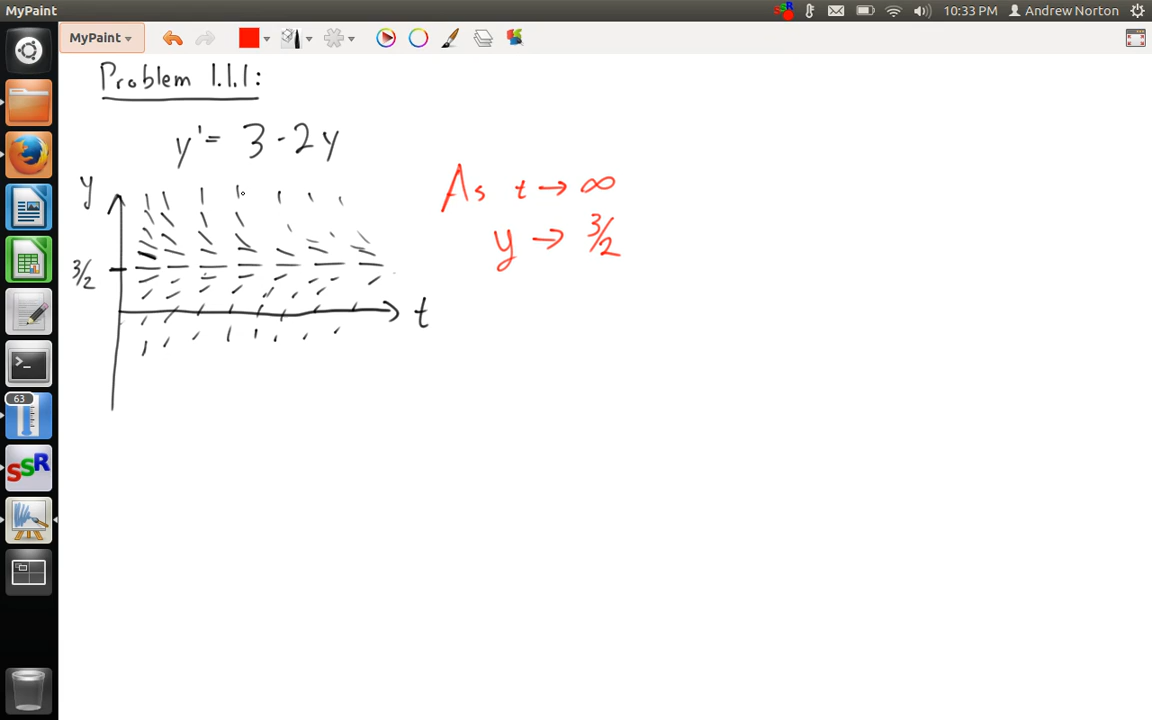 MyPaint
10:33 PM
Andrew Norton
MyPaint
Problem 1.1.1:
y' = 3 - 2y
y
As t → ∞
y → 3/2
3/2
t
63
SSR